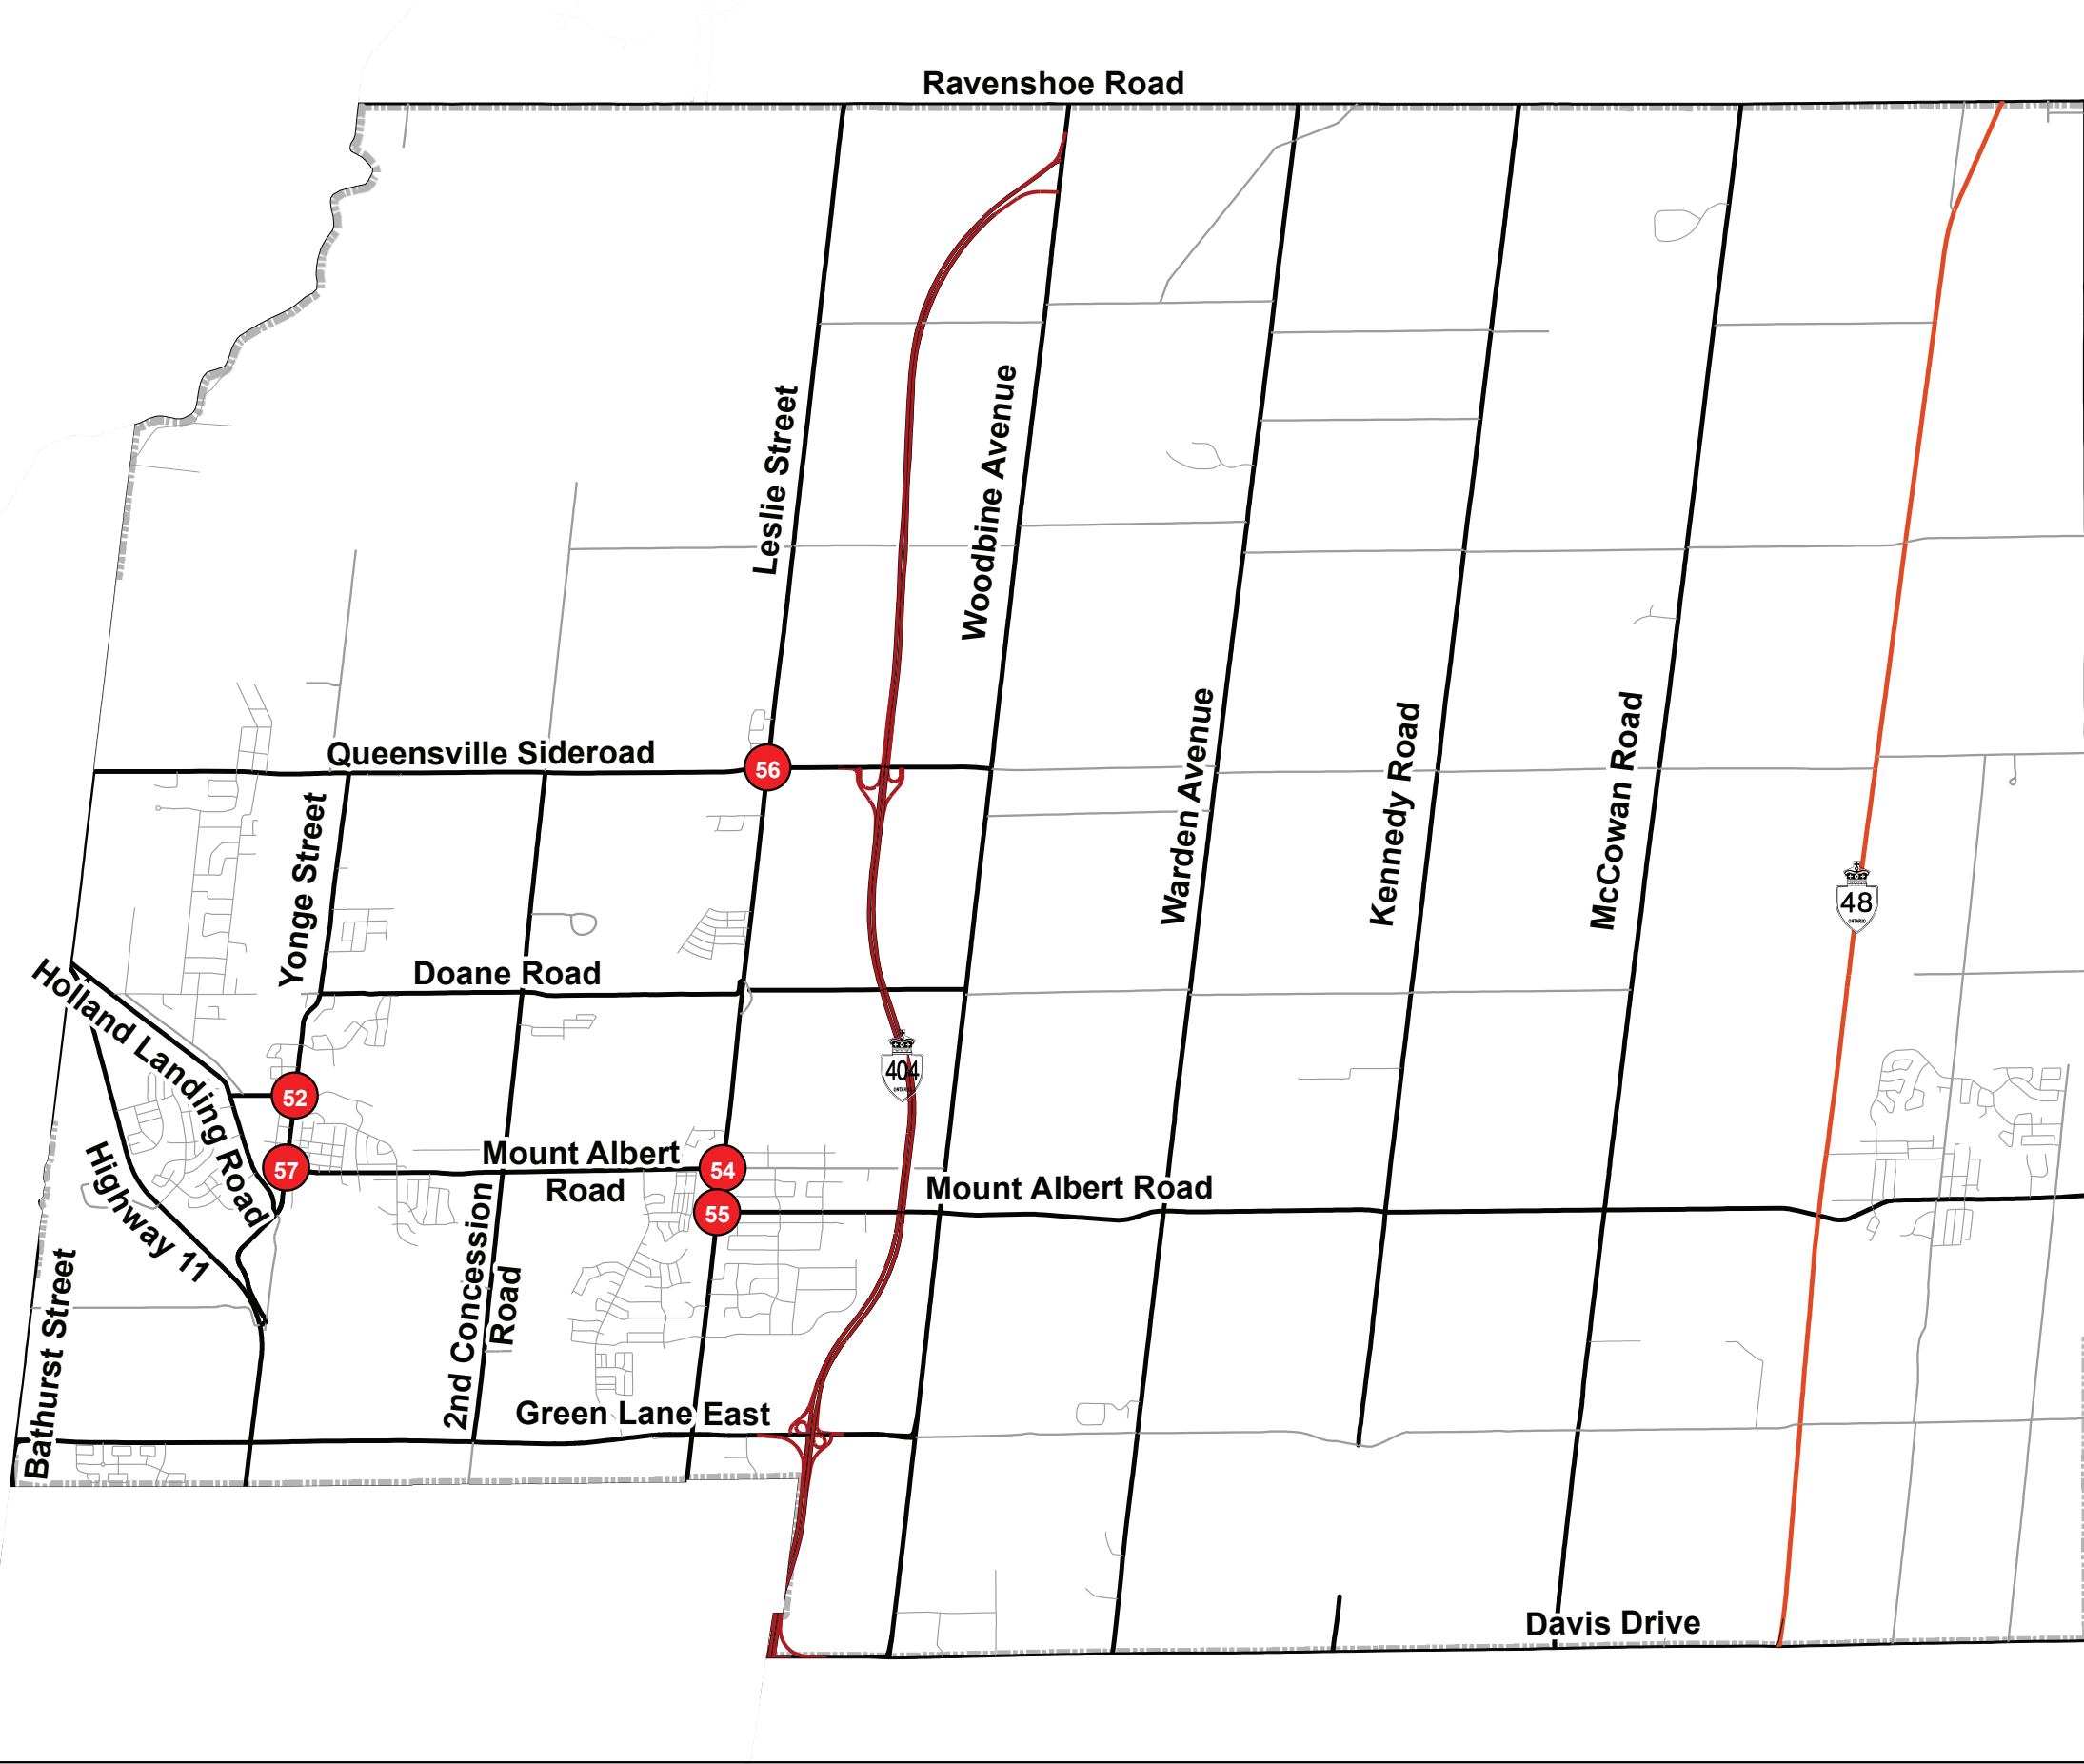 Ravenshoe Road
Leslie Street
Woodbine Avenue
Warden Avenue
Kennedy Road
McCowan Road
Queensville Sideroad
56
Yonge Street
48
ONTARIO
Doane Road
Holland Landing Road
404
ONTARIO
52
Highway 11
57
Mount Albert
Road
54
55
Mount Albert Road
2nd Concession
Road
Bathurst Street
Green Lane East
Davis Drive